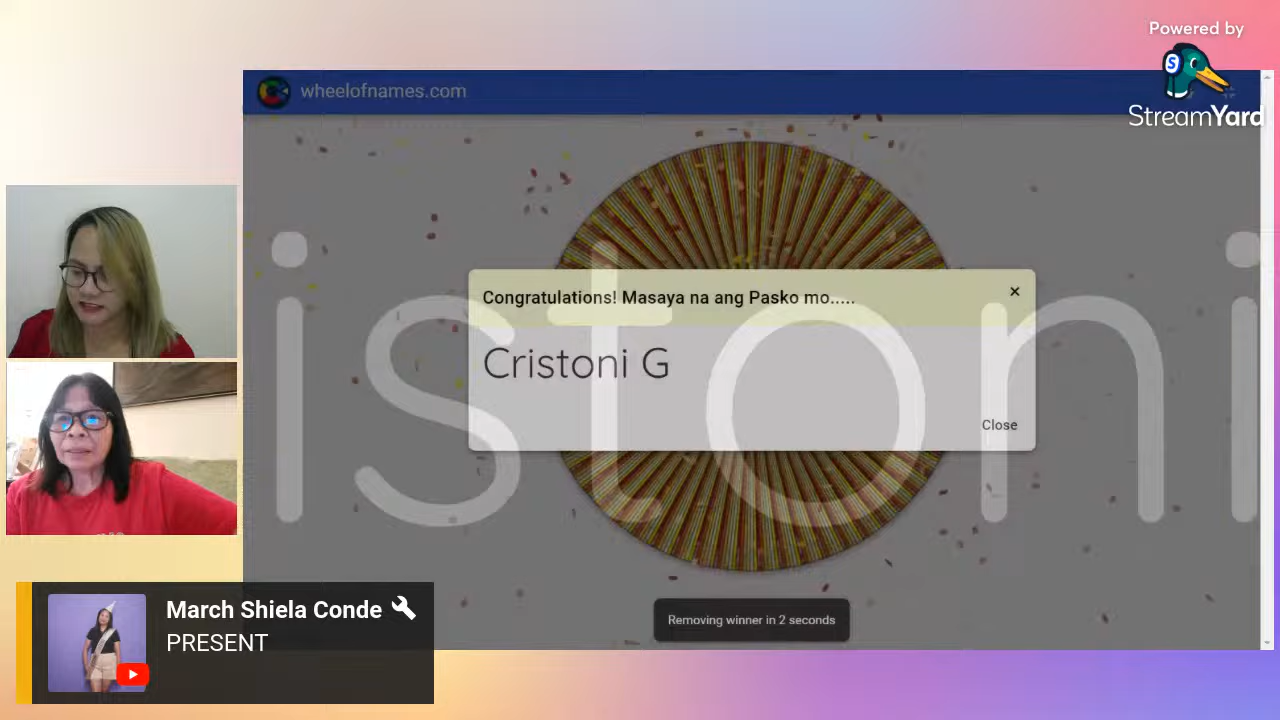 Powered by
StreamYard
wheelofnames.com
istoni
Congratulations! Masaya na ang Pasko mo.....
Cristoni G
Close
Removing winner in 2 seconds
March Shiela Conde
PRESENT